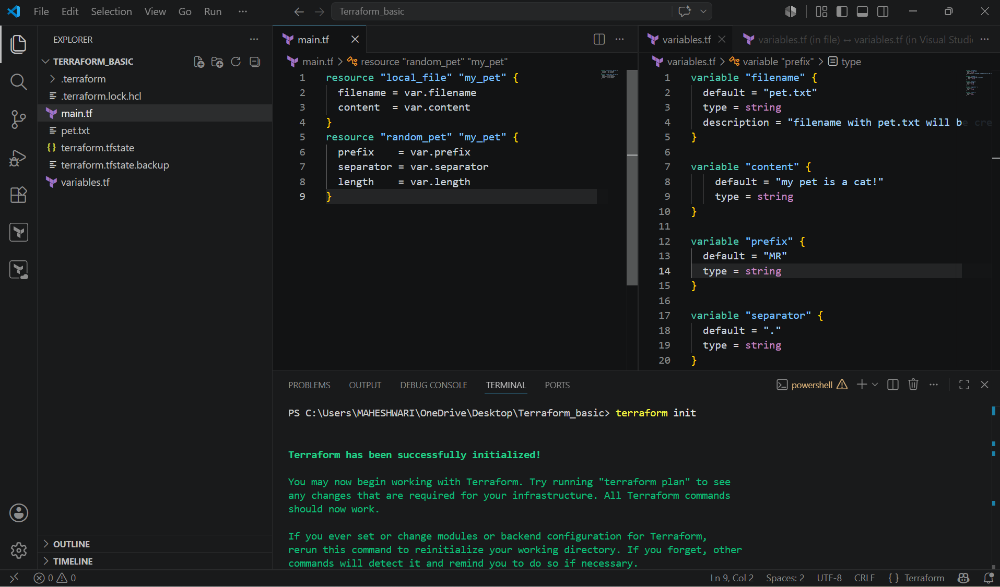 File Edit Selection View Go Run ...
Terraform_basic
EXPLORER
TERRAFORM_BASIC
.terraform
.terraform.lock.hcl
main.tf
pet.txt
terraform.tfstate
terraform.tfstate.backup
variables.tf
OUTLINE
TIMELINE
main.tf
main.tf > resource "random_pet" "my_pet"
1 resource "local_file" "my_pet" {
2 filename = var.filename
3 content  = var.content
4 }
5 resource "random_pet" "my_pet" {
6 prefix    = var.prefix
7 separator = var.separator
8 length    = var.length
9 }
variables.tf
variables.tf (in file) ↔ variables.tf (in Visual Studi
variables.tf > variable "prefix" > type
1 variable "filename" {
2 default = "pet.txt"
3 type = string
4 description = "filename with pet.txt will be cre
5 }
6
7 variable "content" {
8 default = "my pet is a cat!"
9 type = string
10 }
11
12 variable "prefix" {
13 default = "MR"
14 type = string
15 }
16
17 variable "separator" {
18 default = "."
19 type = string
20 }
PROBLEMS OUTPUT DEBUG CONSOLE TERMINAL PORTS
powershell
PS C:\Users\MAHESHWARI\OneDrive\Desktop\Terraform_basic> terraform init
Terraform has been successfully initialized!
You may now begin working with Terraform. Try running "terraform plan" to see
any changes that are required for your infrastructure. All Terraform commands
should now work.
If you ever set or change modules or backend configuration for Terraform,
rerun this command to reinitialize your working directory. If you forget, other
commands will detect it and remind you to do so if necessary.
0 0
Ln 9, Col 2 Spaces: 2 UTF-8 CRLF { } Terraform